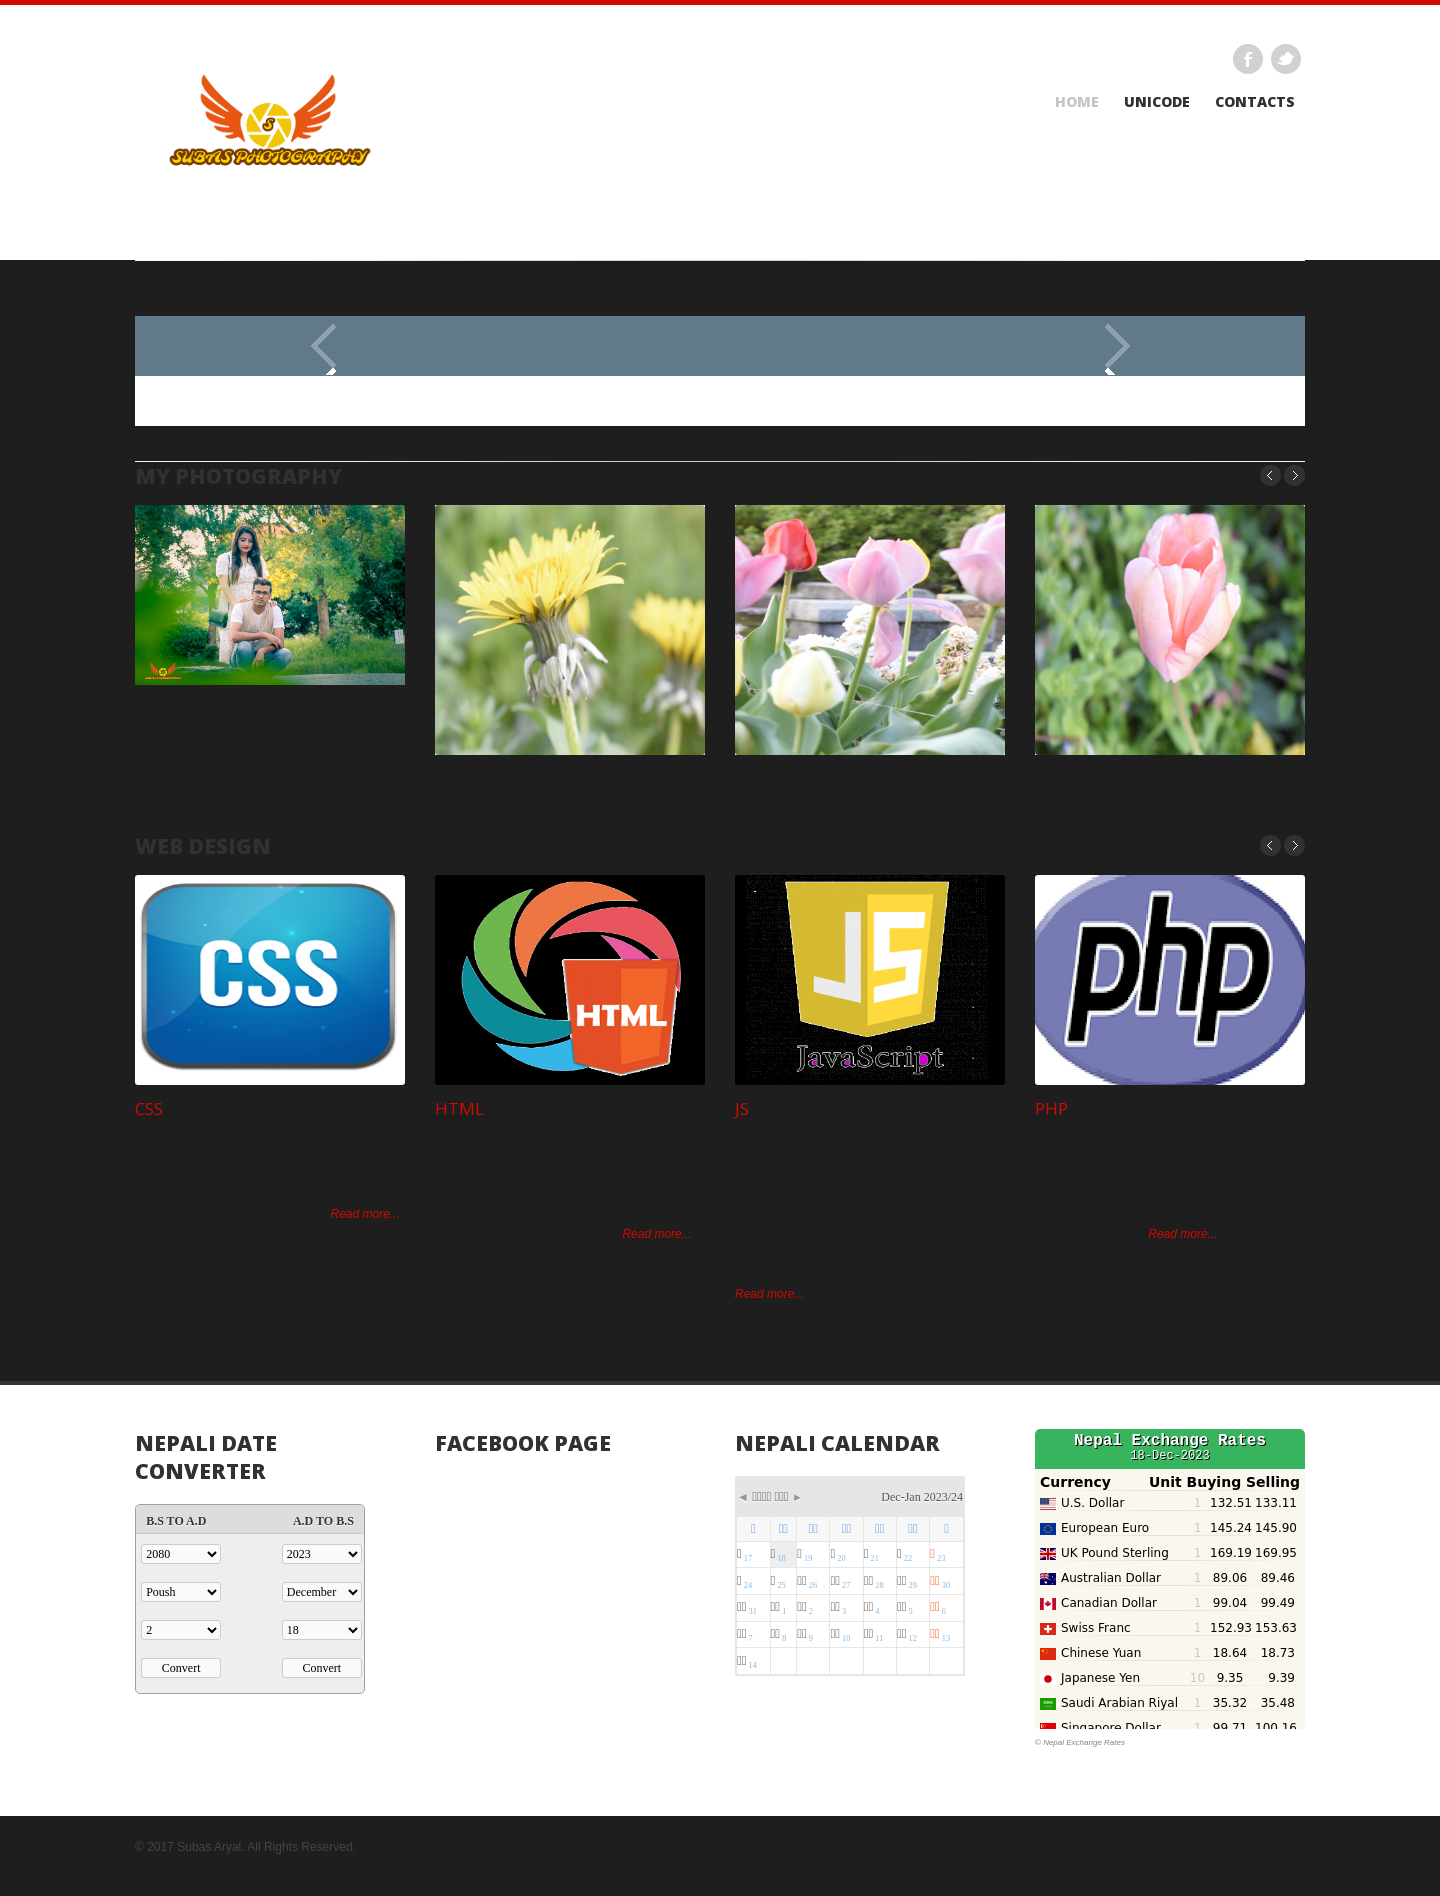 S
SUBAS PHOTOGRAPHY
HOME UNICODE CONTACTS
MY PHOTOGRAPHY
WEB DESIGN
CSS
HTML
JS
JavaScript
php
CSS HTML JS PHP
Read more...
Read more... Read more...
Read more...
NEPALI DATE CONVERTER
B.S TO A.D A.D TO B.S
2080 2023
Poush December
2 18
Convert Convert
FACEBOOK PAGE
NEPALI CALENDAR
◄ ► Dec-Jan 2023/24
17 18 19 20 21 22 23
24 25 26 27 28 29 30
31 1 2 3 4 5 6
7 8 9 10 11 12 13
14
Nepal Exchange Rates
18-Dec-2023
Currency Unit Buying Selling
U.S. Dollar 1 132.51 133.11
European Euro 1 145.24 145.90
UK Pound Sterling 1 169.19 169.95
Australian Dollar 1 89.06 89.46
Canadian Dollar 1 99.04 99.49
Swiss Franc 1 152.93 153.63
Chinese Yuan 1 18.64 18.73
Japanese Yen 10 9.35 9.39
Saudi Arabian Riyal 1 35.32 35.48
Singapore Dollar 1 99.71 100.16
© Nepal Exchange Rates
© 2017 Subas Aryal. All Rights Reserved.